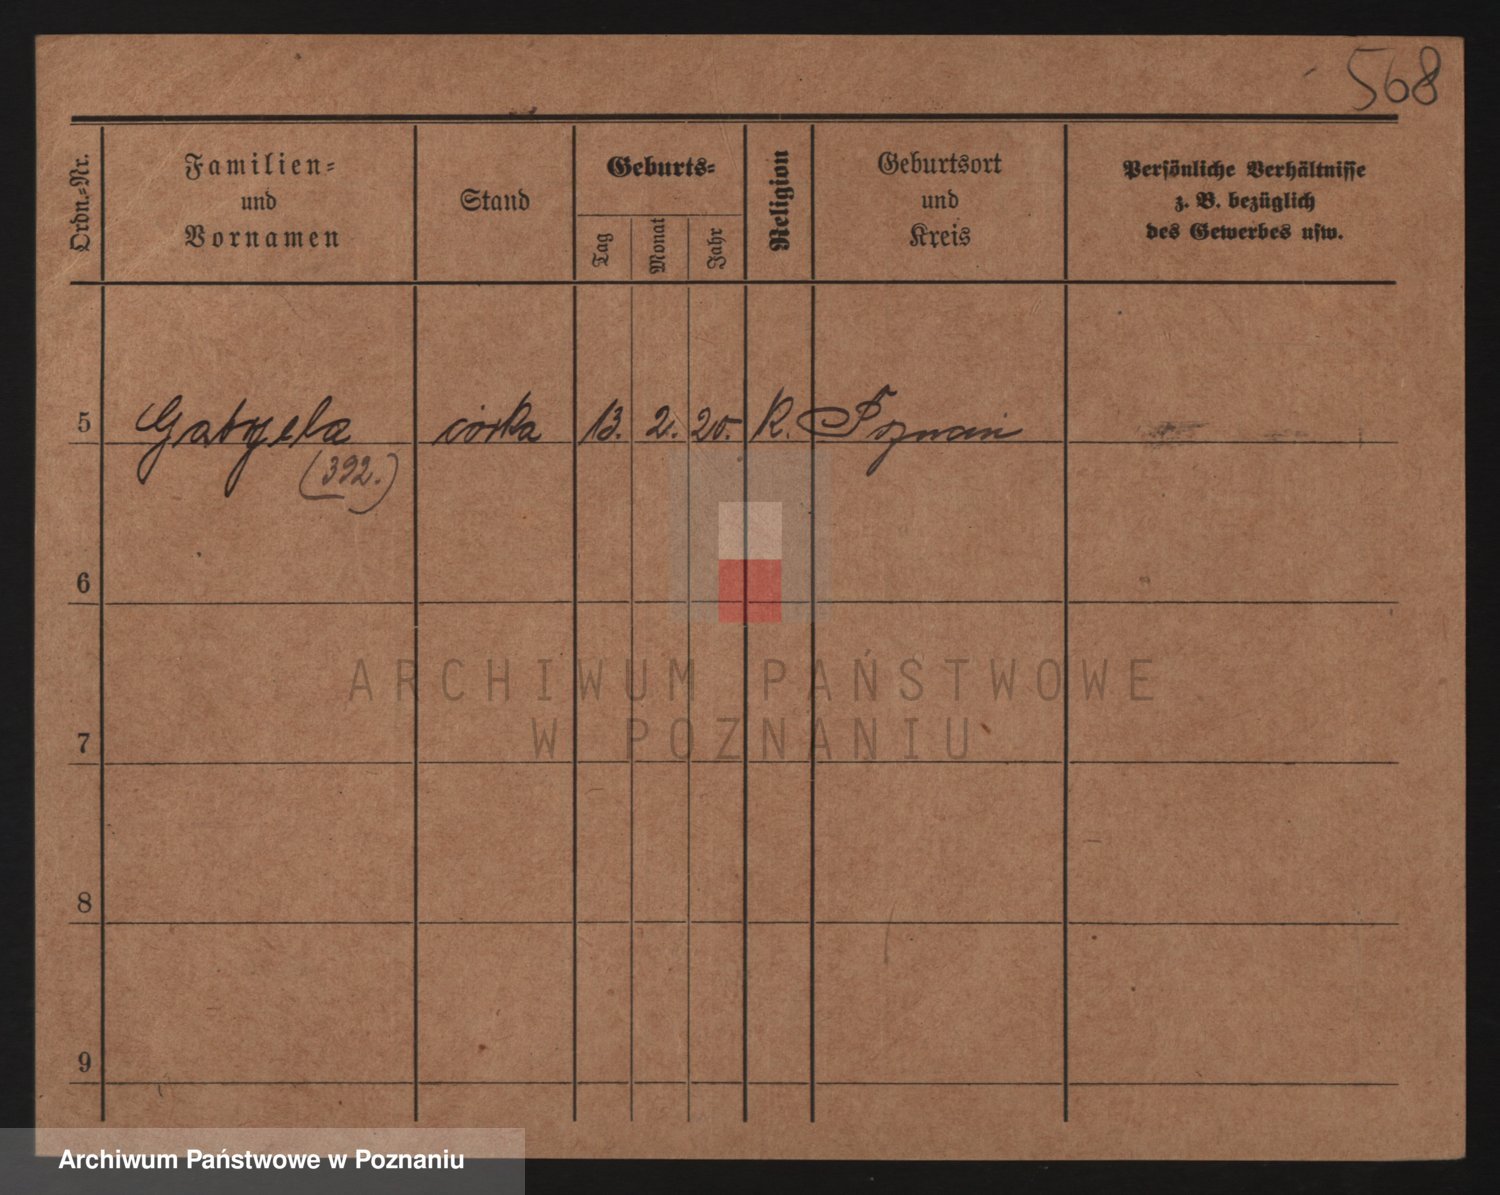 568
Ordn.-Nr.
Familien-
und
Vornamen
Stand
Geburts-
Tag
Monat
Jahr
Religion
Geburtsort
und
Kreis
Persönliche Verhältnisse
z. B. bezüglich
des Gewerbes usw.
5 Gabryela córka 13. 2. 20. K. Poznań
(392.)
6
ARCHIWUM PAŃSTWOWE
W POZNANIU
7
8
9
Archiwum Państwowe w Poznaniu